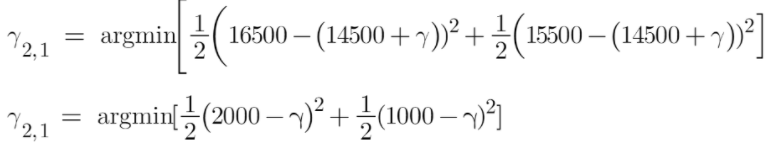 γ₂,₁ = argmin[½(16500 − (14500 + γ))² + ½(15500 − (14500 + γ))²]
γ₂,₁ = argmin[½(2000 − γ)² + ½(1000 − γ)²]